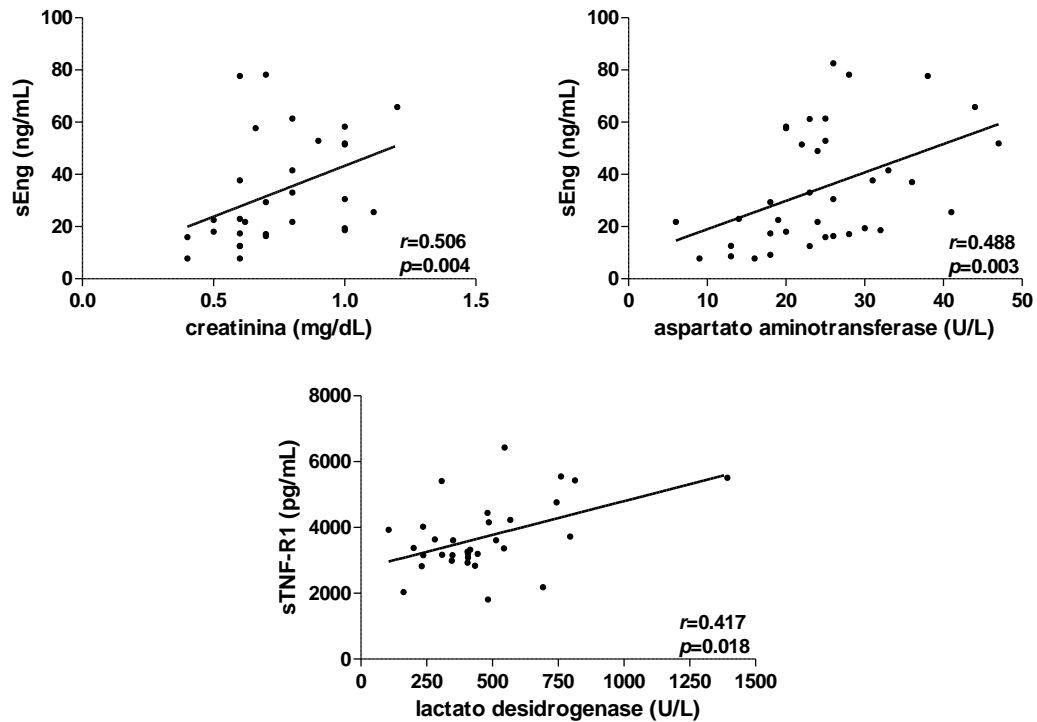 100
80
60
40
20
0
sEng (ng/mL)
0.0 0.5 1.0 1.5
creatinina (mg/dL)
r=0.506
p=0.004
100
80
60
40
20
0
sEng (ng/mL)
0 10 20 30 40 50
aspartato aminotransferase (U/L)
r=0.488
p=0.003
8000
6000
4000
2000
0
sTNF-R1 (pg/mL)
0 250 500 750 1000 1250 1500
lactato desidrogenase (U/L)
r=0.417
p=0.018